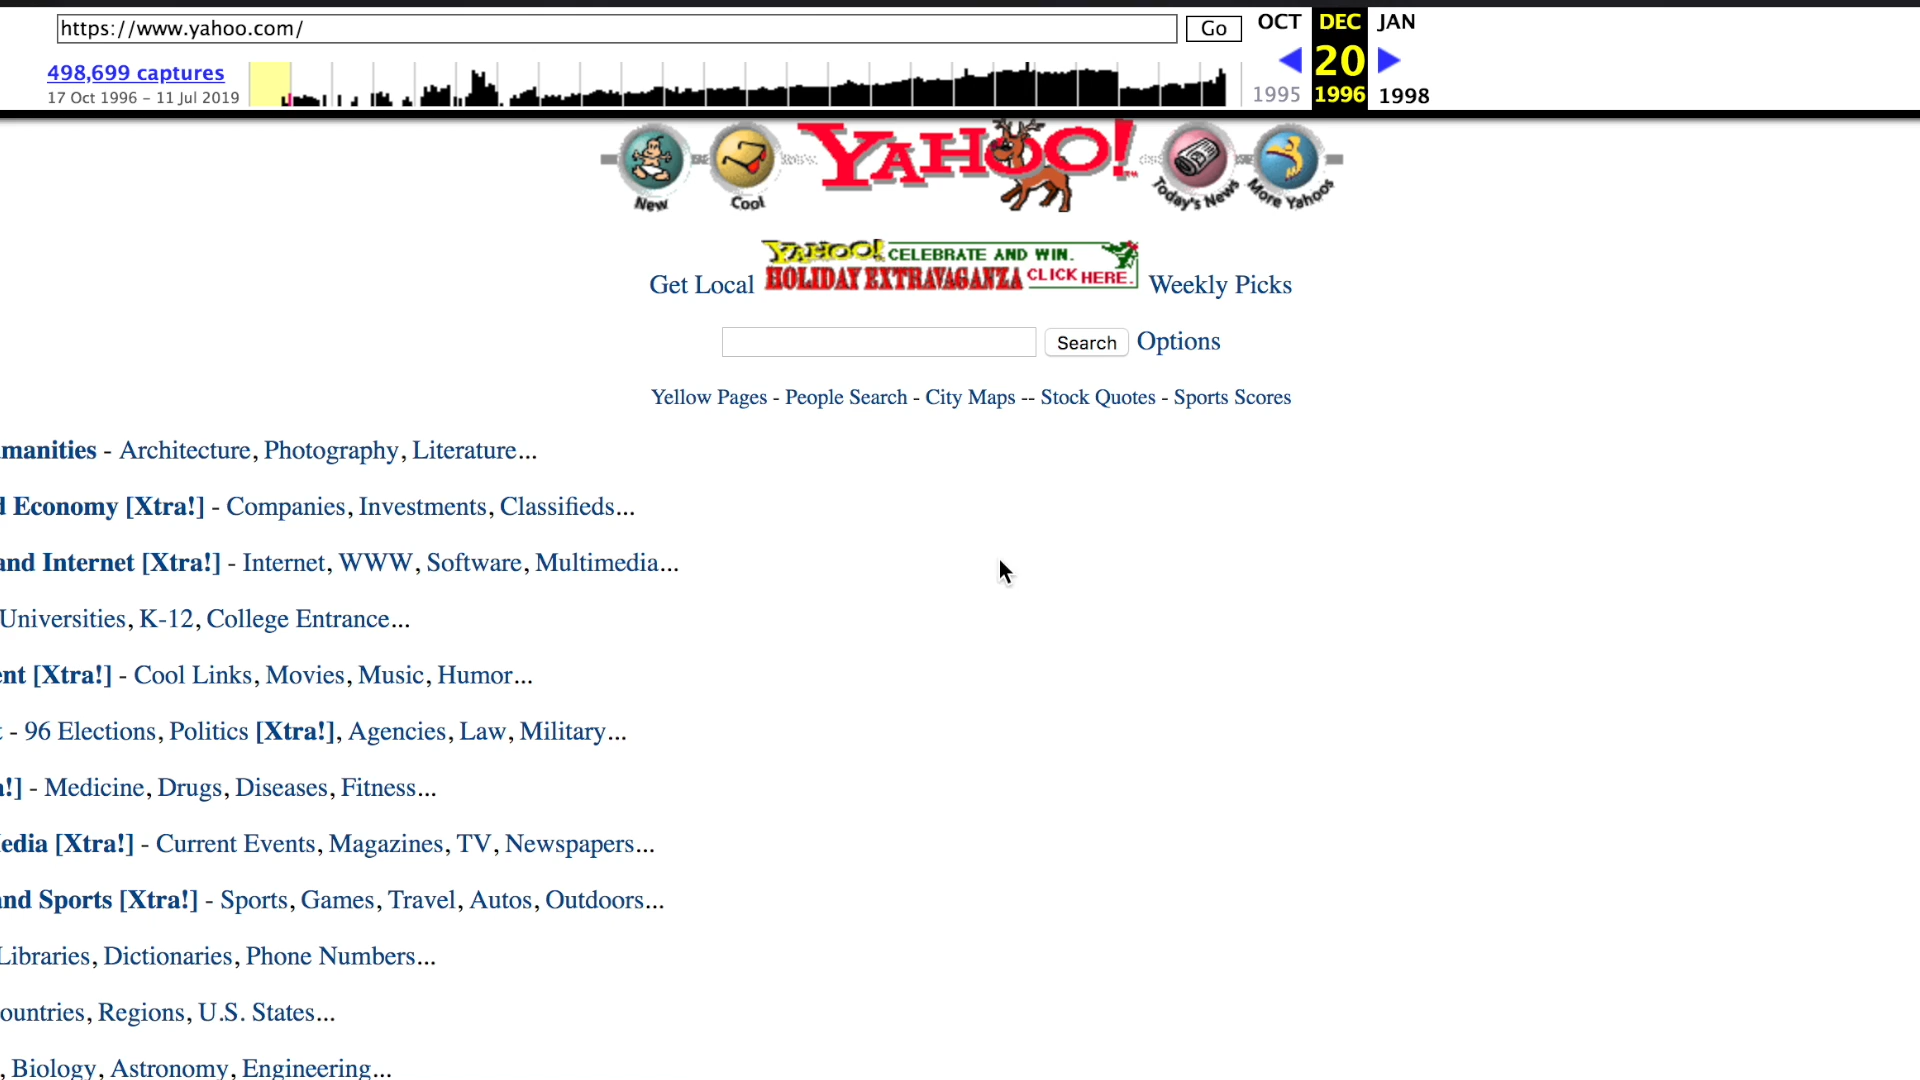 https://www.yahoo.com/ Go OCT DEC JAN
20
498,699 captures
17 Oct 1996 – 11 Jul 2019 1995 1996 1998
YAHOO!
New Cool Today's News More Yahoos
YAHOO! CELEBRATE AND WIN.
Get Local HOLIDAY EXTRAVAGANZA CLICK HERE. Weekly Picks
Search Options
Yellow Pages - People Search - City Maps -- Stock Quotes - Sports Scores
manities - Architecture, Photography, Literature...
d Economy [Xtra!] - Companies, Investments, Classifieds...
and Internet [Xtra!] - Internet, WWW, Software, Multimedia...
Universities, K-12, College Entrance...
ent [Xtra!] - Cool Links, Movies, Music, Humor...
t - 96 Elections, Politics [Xtra!], Agencies, Law, Military...
a!] - Medicine, Drugs, Diseases, Fitness...
edia [Xtra!] - Current Events, Magazines, TV, Newspapers...
and Sports [Xtra!] - Sports, Games, Travel, Autos, Outdoors...
Libraries, Dictionaries, Phone Numbers...
ountries, Regions, U.S. States...
, Biology, Astronomy, Engineering...